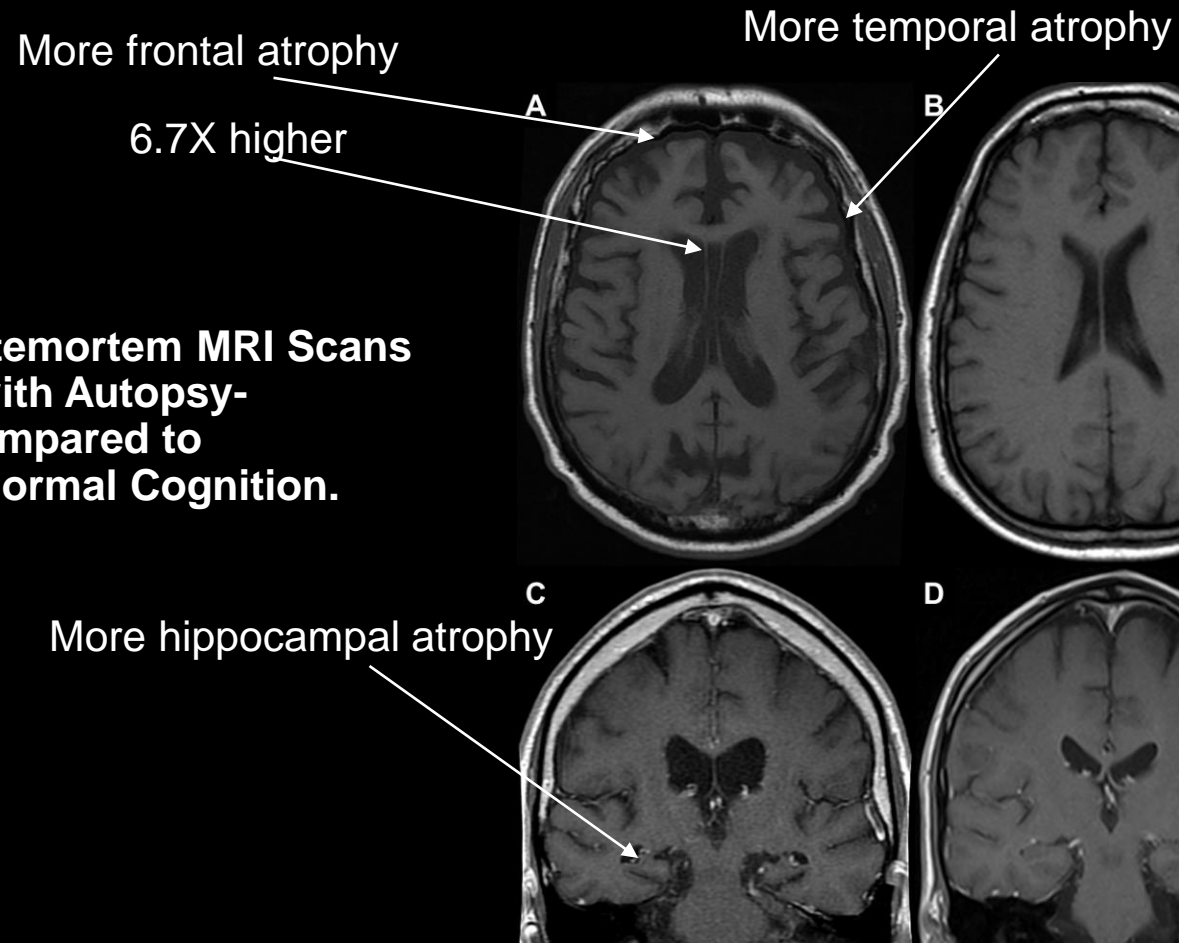 More frontal atrophy
More temporal atrophy
6.7X higher
A
B
temortem MRI Scans
ith Autopsy-
mpared to
ormal Cognition.
C
D
More hippocampal atrophy